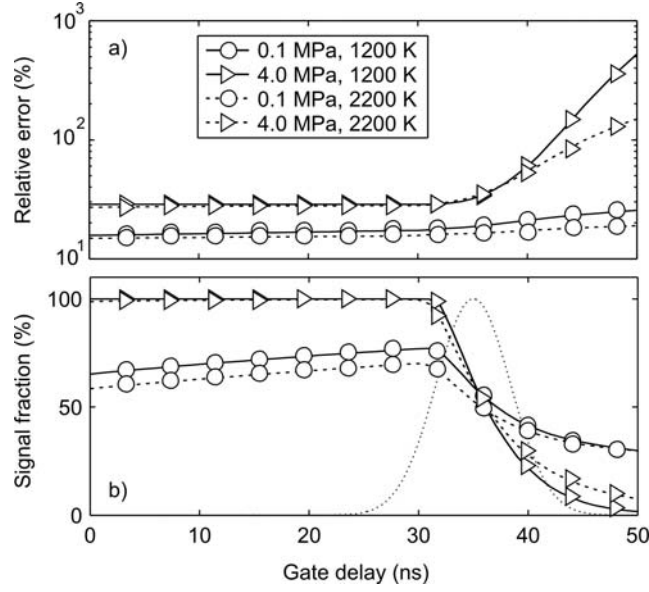 10³
a)
0.1 MPa, 1200 K
4.0 MPa, 1200 K
0.1 MPa, 2200 K
4.0 MPa, 2200 K
10²
10¹
Relative error (%)
100
50
0
Signal fraction (%)
b)
0 10 20 30 40 50
Gate delay (ns)